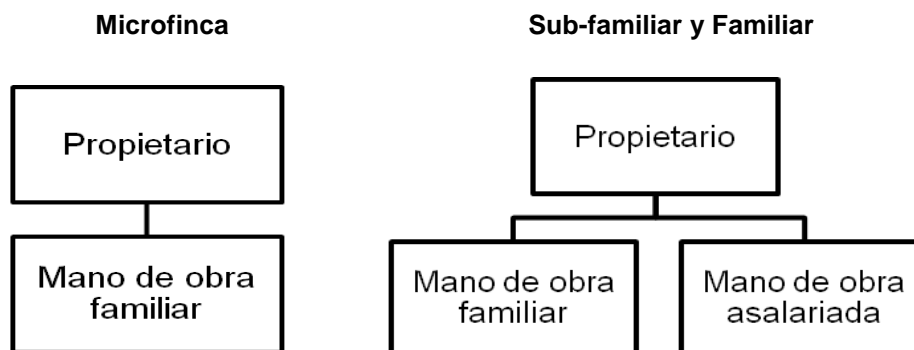 Microfinca
Propietario
Mano de obra
familiar
Sub-familiar y Familiar
Propietario
Mano de obra
familiar
Mano de obra
asalariada